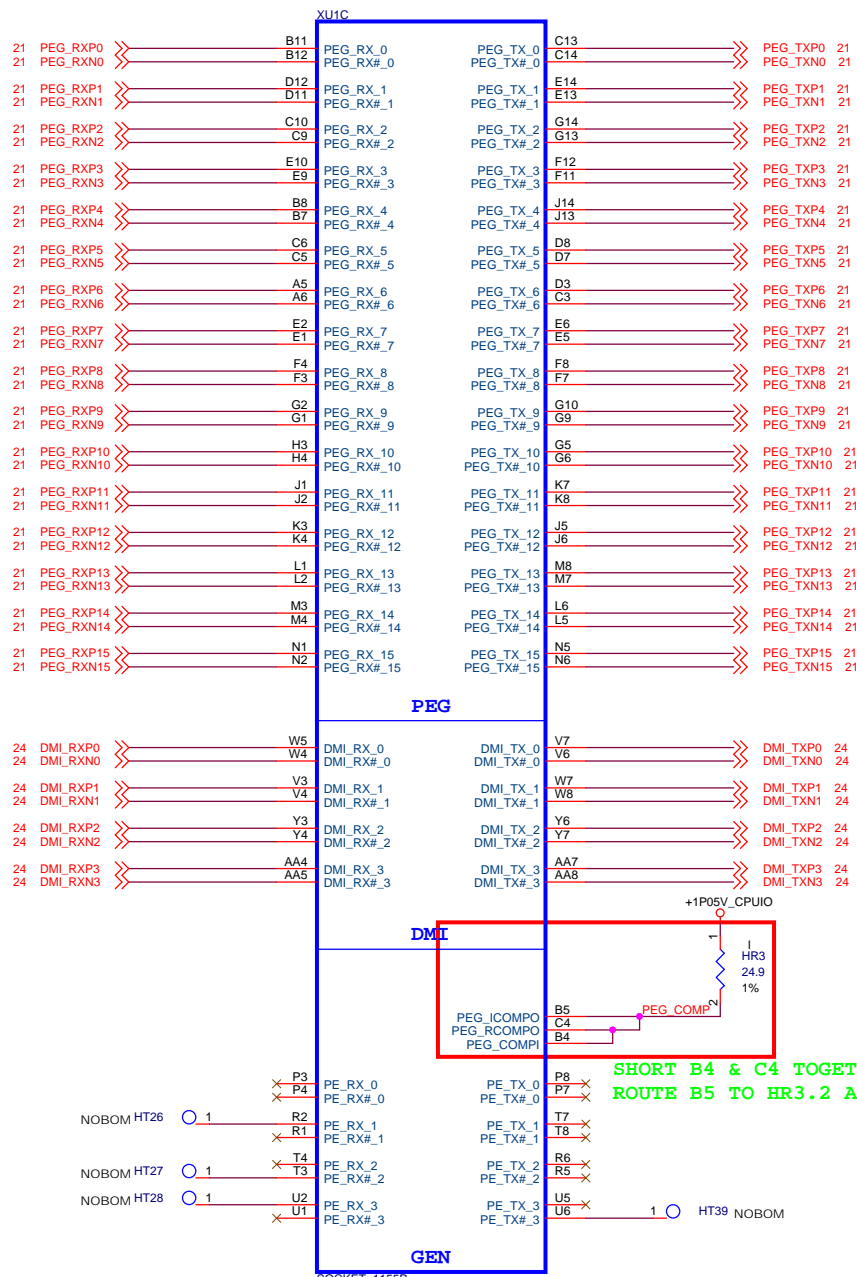 XU1C
21 PEG_RXP0 B11 PEG_RX_0 PEG_TX_0 C13 PEG_TXP0 21
21 PEG_RXN0 B12 PEG_RX#_0 PEG_TX#_0 C14 PEG_TXN0 21
21 PEG_RXP1 D12 PEG_RX_1 PEG_TX_1 E14 PEG_TXP1 21
21 PEG_RXN1 D11 PEG_RX#_1 PEG_TX#_1 E13 PEG_TXN1 21
21 PEG_RXP2 C10 PEG_RX_2 PEG_TX_2 G14 PEG_TXP2 21
21 PEG_RXN2 C9 PEG_RX#_2 PEG_TX#_2 G13 PEG_TXN2 21
21 PEG_RXP3 E10 PEG_RX_3 PEG_TX_3 F12 PEG_TXP3 21
21 PEG_RXN3 E9 PEG_RX#_3 PEG_TX#_3 F11 PEG_TXN3 21
21 PEG_RXP4 B8 PEG_RX_4 PEG_TX_4 J14 PEG_TXP4 21
21 PEG_RXN4 B7 PEG_RX#_4 PEG_TX#_4 J13 PEG_TXN4 21
21 PEG_RXP5 C6 PEG_RX_5 PEG_TX_5 D8 PEG_TXP5 21
21 PEG_RXN5 C5 PEG_RX#_5 PEG_TX#_5 D7 PEG_TXN5 21
21 PEG_RXP6 A5 PEG_RX_6 PEG_TX_6 D3 PEG_TXP6 21
21 PEG_RXN6 A6 PEG_RX#_6 PEG_TX#_6 C3 PEG_TXN6 21
21 PEG_RXP7 E2 PEG_RX_7 PEG_TX_7 E6 PEG_TXP7 21
21 PEG_RXN7 E1 PEG_RX#_7 PEG_TX#_7 E5 PEG_TXN7 21
21 PEG_RXP8 F4 PEG_RX_8 PEG_TX_8 F8 PEG_TXP8 21
21 PEG_RXN8 F3 PEG_RX#_8 PEG_TX#_8 F7 PEG_TXN8 21
21 PEG_RXP9 G2 PEG_RX_9 PEG_TX_9 G10 PEG_TXP9 21
21 PEG_RXN9 G1 PEG_RX#_9 PEG_TX#_9 G9 PEG_TXN9 21
21 PEG_RXP10 H3 PEG_RX_10 PEG_TX_10 G5 PEG_TXP10 21
21 PEG_RXN10 H4 PEG_RX#_10 PEG_TX#_10 G6 PEG_TXN10 21
21 PEG_RXP11 J1 PEG_RX_11 PEG_TX_11 K7 PEG_TXP11 21
21 PEG_RXN11 J2 PEG_RX#_11 PEG_TX#_11 K8 PEG_TXN11 21
21 PEG_RXP12 K3 PEG_RX_12 PEG_TX_12 J5 PEG_TXP12 21
21 PEG_RXN12 K4 PEG_RX#_12 PEG_TX#_12 J6 PEG_TXN12 21
21 PEG_RXP13 L1 PEG_RX_13 PEG_TX_13 M8 PEG_TXP13 21
21 PEG_RXN13 L2 PEG_RX#_13 PEG_TX#_13 M7 PEG_TXN13 21
21 PEG_RXP14 M3 PEG_RX_14 PEG_TX_14 L6 PEG_TXP14 21
21 PEG_RXN14 M4 PEG_RX#_14 PEG_TX#_14 L5 PEG_TXN14 21
21 PEG_RXP15 N1 PEG_RX_15 PEG_TX_15 N5 PEG_TXP15 21
21 PEG_RXN15 N2 PEG_RX#_15 PEG_TX#_15 N6 PEG_TXN15 21
PEG
24 DMI_RXP0 W5 DMI_RX_0 DMI_TX_0 V7 DMI_TXP0 24
24 DMI_RXN0 W4 DMI_RX#_0 DMI_TX#_0 V6 DMI_TXN0 24
24 DMI_RXP1 V3 DMI_RX_1 DMI_TX_1 W7 DMI_TXP1 24
24 DMI_RXN1 V4 DMI_RX#_1 DMI_TX#_1 W8 DMI_TXN1 24
24 DMI_RXP2 Y3 DMI_RX_2 DMI_TX_2 Y6 DMI_TXP2 24
24 DMI_RXN2 Y4 DMI_RX#_2 DMI_TX#_2 Y7 DMI_TXN2 24
24 DMI_RXP3 AA4 DMI_RX_3 DMI_TX_3 AA7 DMI_TXP3 24
24 DMI_RXN3 AA5 DMI_RX#_3 DMI_TX#_3 AA8 DMI_TXN3 24
+1P05V_CPUIO
DMI
1 I
HR3
24.9
1%
2
PEG_ICOMPO B5 PEG_COMP
PEG_RCOMPO C4
PEG_COMPI B4
SHORT B4 & C4 TOGET
ROUTE B5 TO HR3.2 A
P3 PE_RX_0 PE_TX_0 P8
P4 PE_RX#_0 PE_TX#_0 P7
NOBOM HT26 1 R2 PE_RX_1 PE_TX_1 T7
R1 PE_RX#_1 PE_TX#_1 T8
T4 PE_RX_2 PE_TX_2 R6
NOBOM HT27 1 T3 PE_RX#_2 PE_TX#_2 R5
NOBOM HT28 1 U2 PE_RX_3 PE_TX_3 U5
U1 PE_RX#_3 PE_TX#_3 U6 1 HT39 NOBOM
GEN